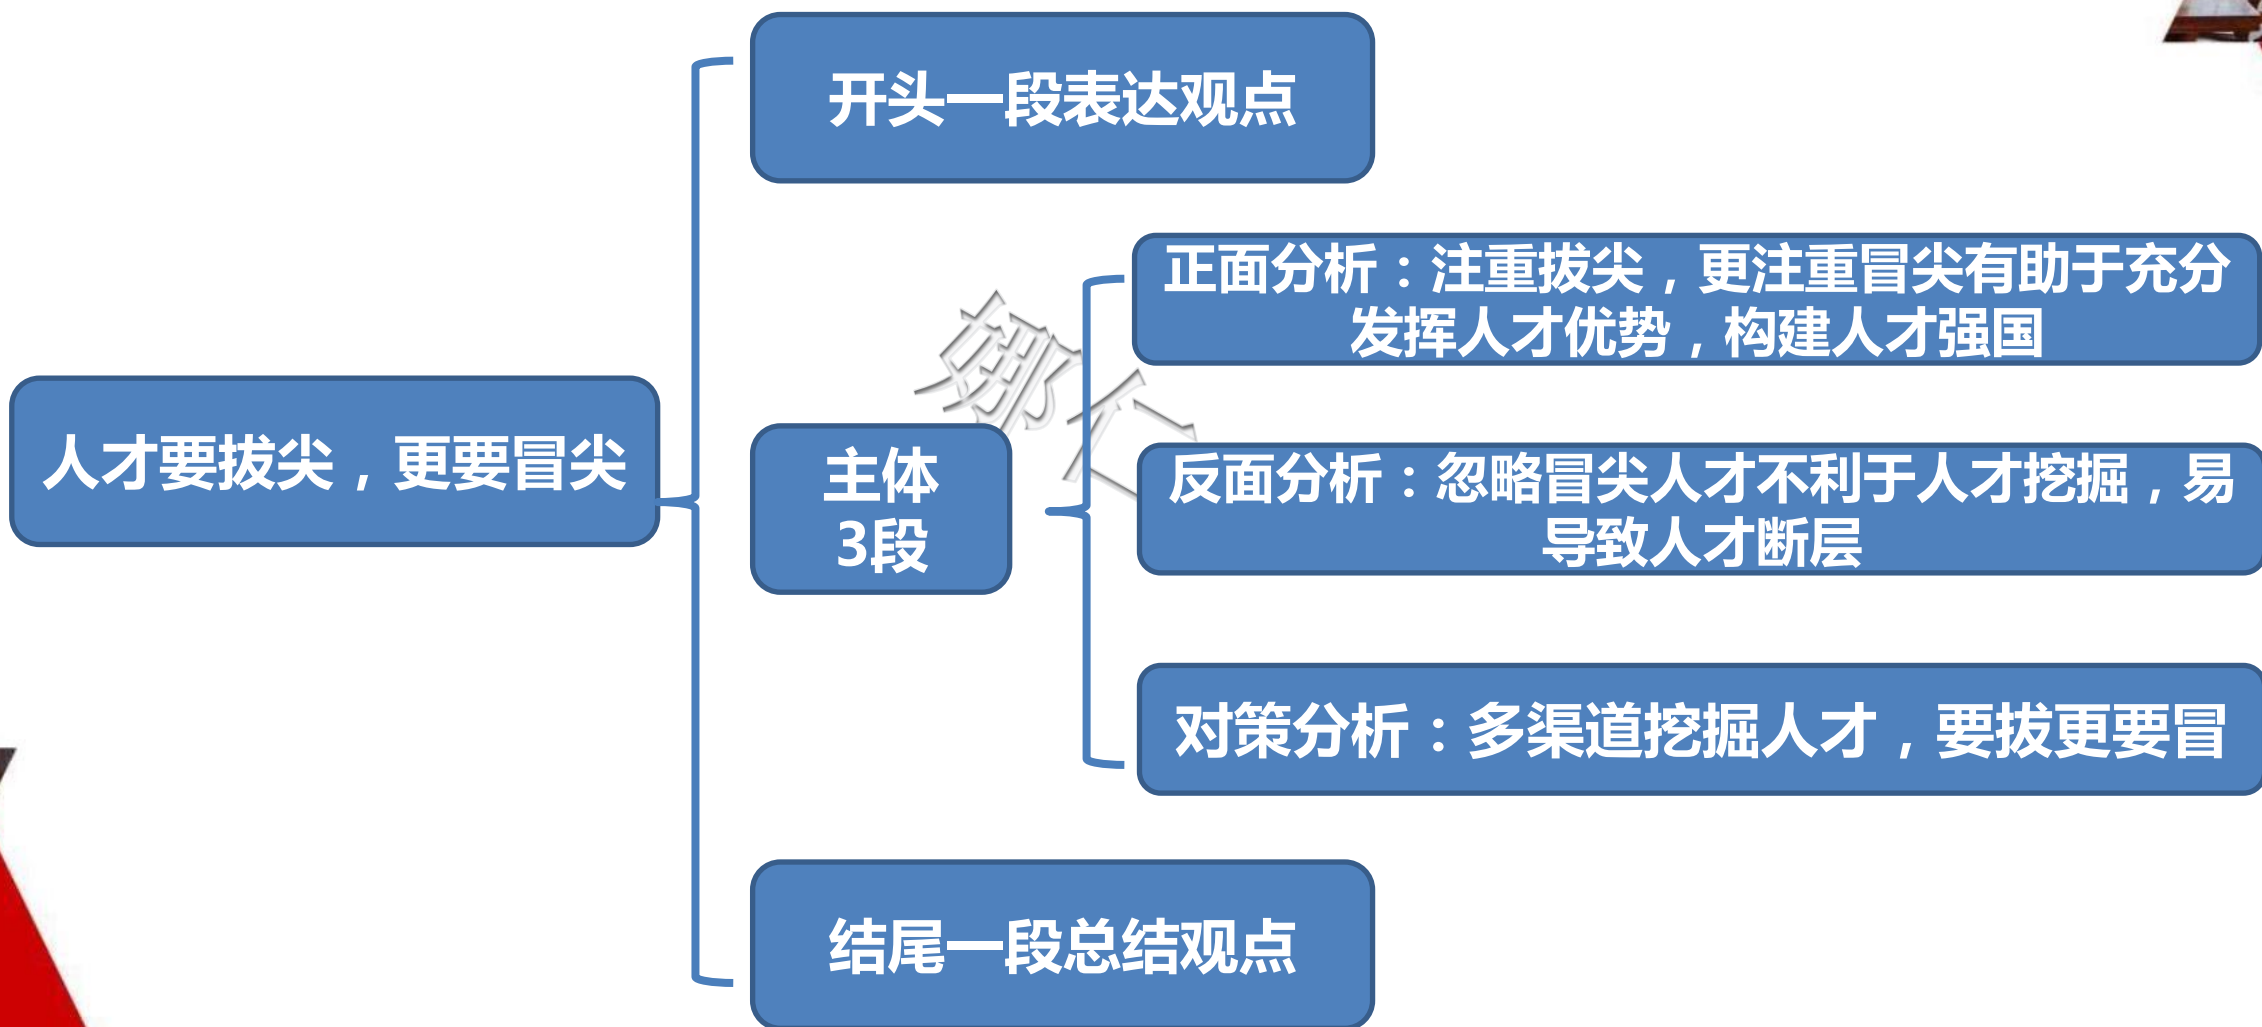 开头一段表达观点
正面分析：注重拔尖，更注重冒尖有助于充分
发挥人才优势，构建人才强国
娜仁
人才要拔尖，更要冒尖
主体
3段
反面分析：忽略冒尖人才不利于人才挖掘，易
导致人才断层
对策分析：多渠道挖掘人才，要拔更要冒
结尾一段总结观点